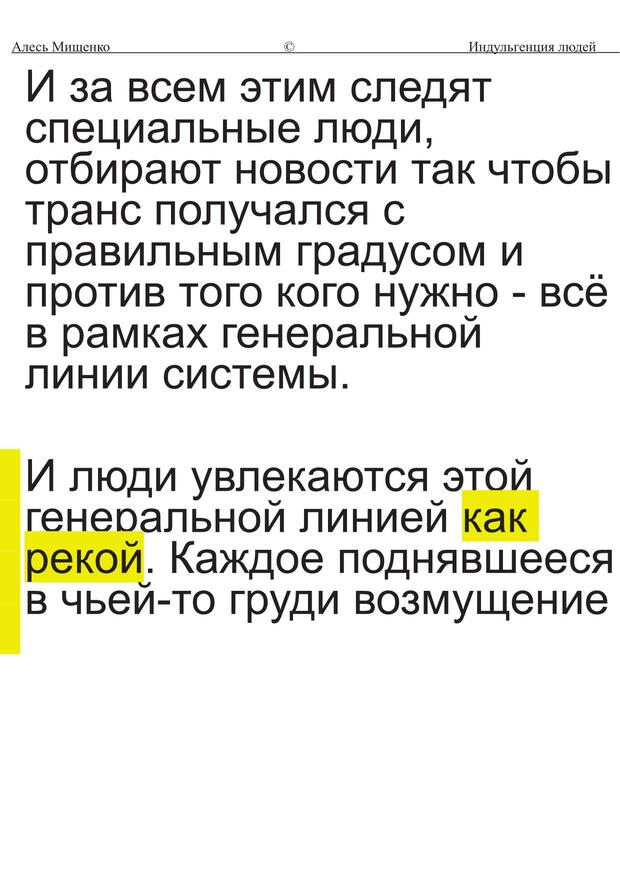 Алесь Мищенко © Индульгенция людей
И за всем этим следят
специальные люди,
отбирают новости так чтобы
транс получался с
правильным градусом и
против того кого нужно - всё
в рамках генеральной
линии системы.
И люди увлекаются этой
генеральной линией как
рекой. Каждое поднявшееся
в чьей-то груди возмущение